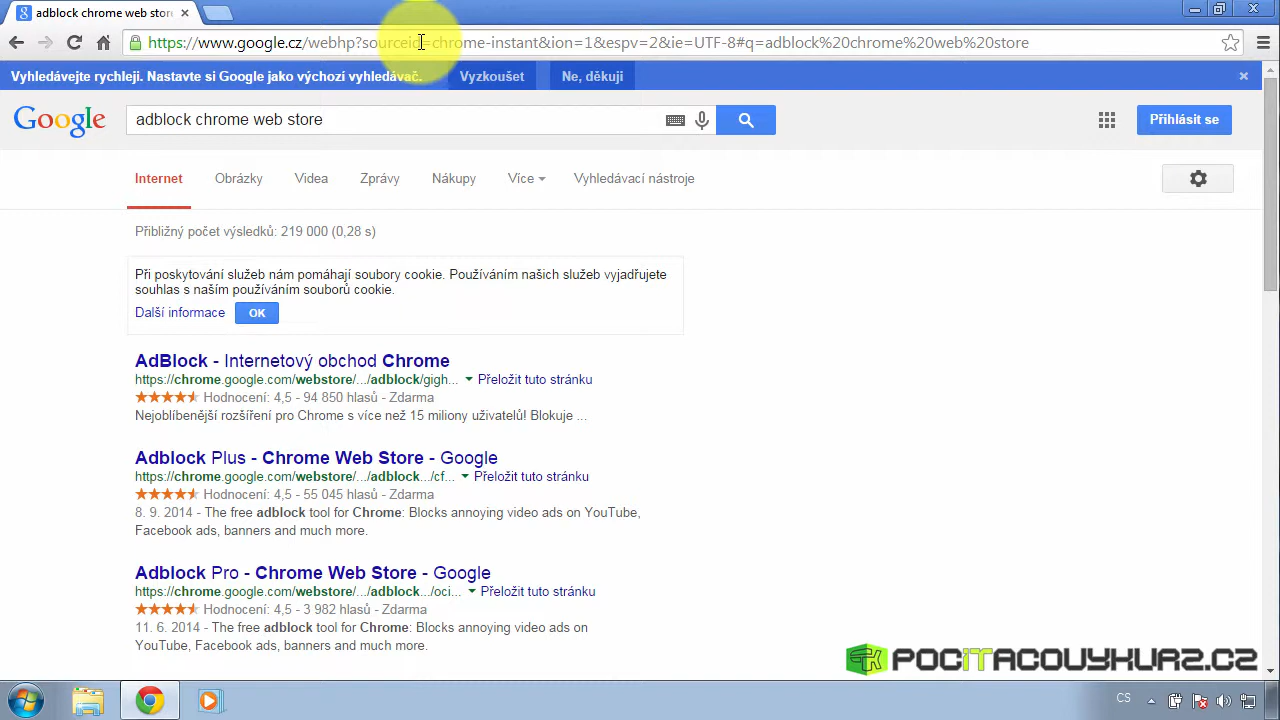 adblock chrome web store
https://www.google.cz/webhp?sourceid=chrome-instant&ion=1&espv=2&ie=UTF-8#q=adblock%20chrome%20web%20store
Vyhledávejte rychleji. Nastavte si Google jako výchozí vyhledávač. Vyzkoušet Ne, děkuji
Google adblock chrome web store Přihlásit se
Internet Obrázky Videa Zprávy Nákupy Více Vyhledávací nástroje
Přibližný počet výsledků: 219 000 (0,28 s)
Při poskytování služeb nám pomáhají soubory cookie. Používáním našich služeb vyjadřujete
souhlas s naším používáním souborů cookie.
Další informace OK
AdBlock - Internetový obchod Chrome
https://chrome.google.com/webstore/.../adblock/gigh... Přeložit tuto stránku
Hodnocení: 4,5 - 94 850 hlasů - Zdarma
Nejoblíbenější rozšíření pro Chrome s více než 15 miliony uživatelů! Blokuje ...
Adblock Plus - Chrome Web Store - Google
https://chrome.google.com/webstore/.../adblock.../cf... Přeložit tuto stránku
Hodnocení: 4,5 - 55 045 hlasů - Zdarma
8. 9. 2014 - The free adblock tool for Chrome: Blocks annoying video ads on YouTube,
Facebook ads, banners and much more.
Adblock Pro - Chrome Web Store - Google
https://chrome.google.com/webstore/.../adblock.../oci... Přeložit tuto stránku
Hodnocení: 4,5 - 3 982 hlasů - Zdarma
11. 6. 2014 - The free adblock tool for Chrome: Blocks annoying video ads on
YouTube, Facebook ads, banners and much more.
POCITACOVYKURZ.CZ
CS